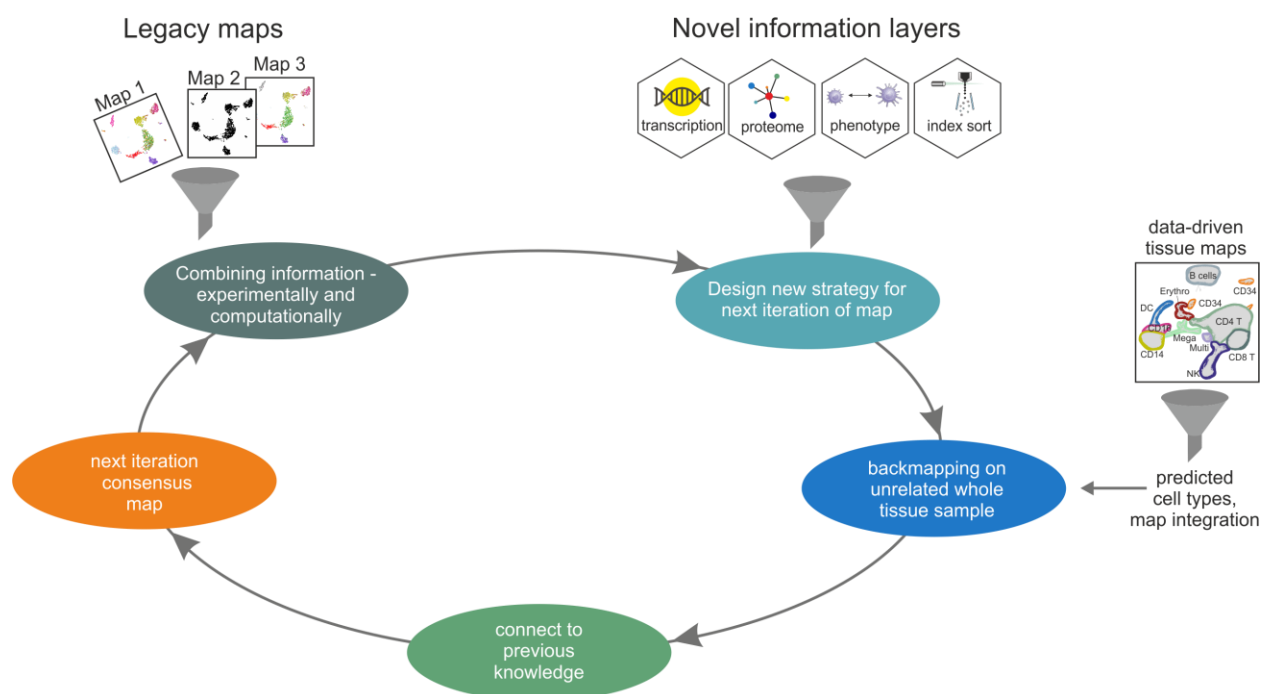 Legacy maps
Novel information layers
Map 1
Map 2
Map 3
transcription
proteome
phenotype
index sort
data-driven
tissue maps
B cells
Erythro
CD34
DC
CD34
CD4 T
Mega
Multi
CD14
CD8 T
NK
Combining information -
experimentally and
computationally
Design new strategy for
next iteration of map
next iteration
consensus
map
backmapping on
unrelated whole
tissue sample
predicted
cell types,
map integration
connect to
previous
knowledge